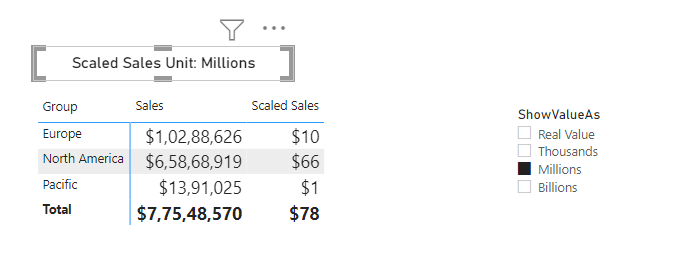 Scaled Sales Unit: Millions
Group Sales Scaled Sales
Europe $1,02,88,626 $10
North America $6,58,68,919 $66
Pacific $13,91,025 $1
Total $7,75,48,570 $78
ShowValueAs
Real Value
Thousands
Millions
Billions